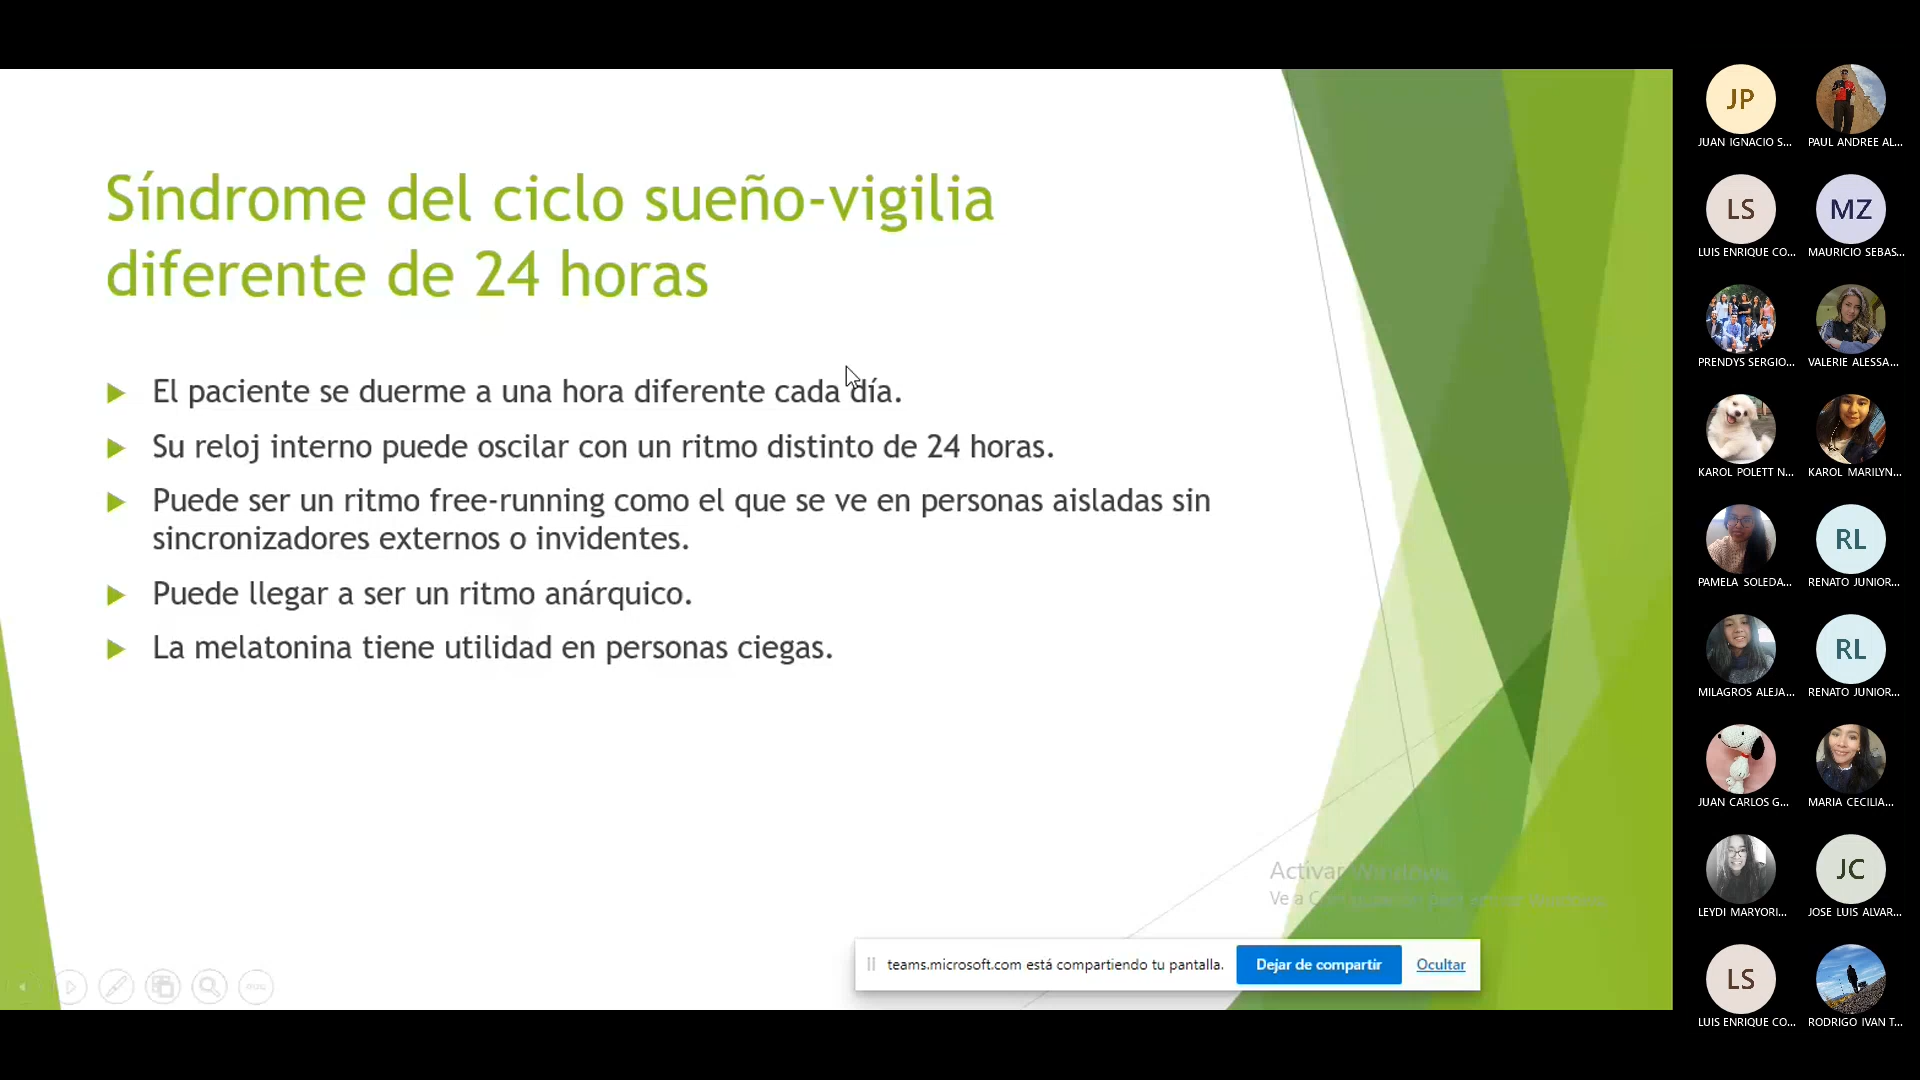 Síndrome del ciclo sueño-vigilia
diferente de 24 horas
El paciente se duerme a una hora diferente cada día.
Su reloj interno puede oscilar con un ritmo distinto de 24 horas.
Puede ser un ritmo free-running como el que se ve en personas aisladas sin
sincronizadores externos o invidentes.
Puede llegar a ser un ritmo anárquico.
La melatonina tiene utilidad en personas ciegas.
Activar Windows
Ve a
teams.microsoft.com está compartiendo tu pantalla.
Dejar de compartir
Ocultar
JP
JUAN IGNACIO S...
PAUL ANDREE AL...
LS
LUIS ENRIQUE CO...
MZ
MAURICIO SEBAS...
PRENDYS SERGIO...
VALERIE ALESSA...
KAROL POLETT N...
KAROL MARILYN...
PAMELA SOLEDA...
RL
RENATO JUNIOR...
MILAGROS ALEJA...
RL
RENATO JUNIOR...
JUAN CARLOS G...
MARIA CECILIA...
LEYDI MARYORI...
JC
JOSE LUIS ALVAR...
LS
LUIS ENRIQUE CO...
RODRIGO IVAN T...